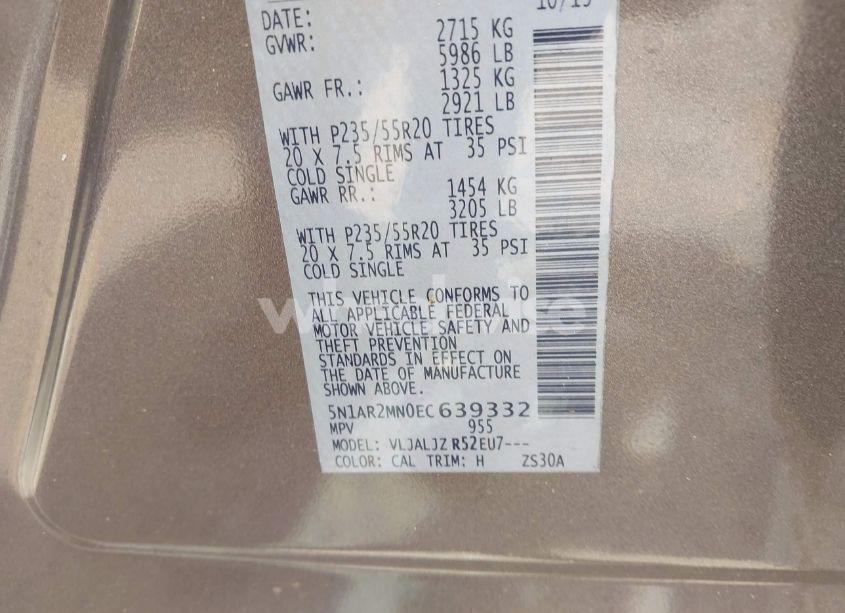 DATE: 10/13
GVWR: 2715 KG
5986 LB
GAWR FR.: 1325 KG
2921 LB
WITH P235/55R20 TIRES
20 X 7.5 RIMS AT 35 PSI
COLD SINGLE
GAWR RR.: 1454 KG
3205 LB
WITH P235/55R20 TIRES
20 X 7.5 RIMS AT 35 PSI
COLD SINGLE
THIS VEHICLE CONFORMS TO
ALL APPLICABLE FEDERAL
MOTOR VEHICLE SAFETY AND
THEFT PREVENTION
STANDARDS IN EFFECT ON
THE DATE OF MANUFACTURE
SHOWN ABOVE.
5N1AR2MN0EC639332
MPV 955
MODEL: VLJALJZ R52EU7---
COLOR: CAL TRIM: H ZS30A